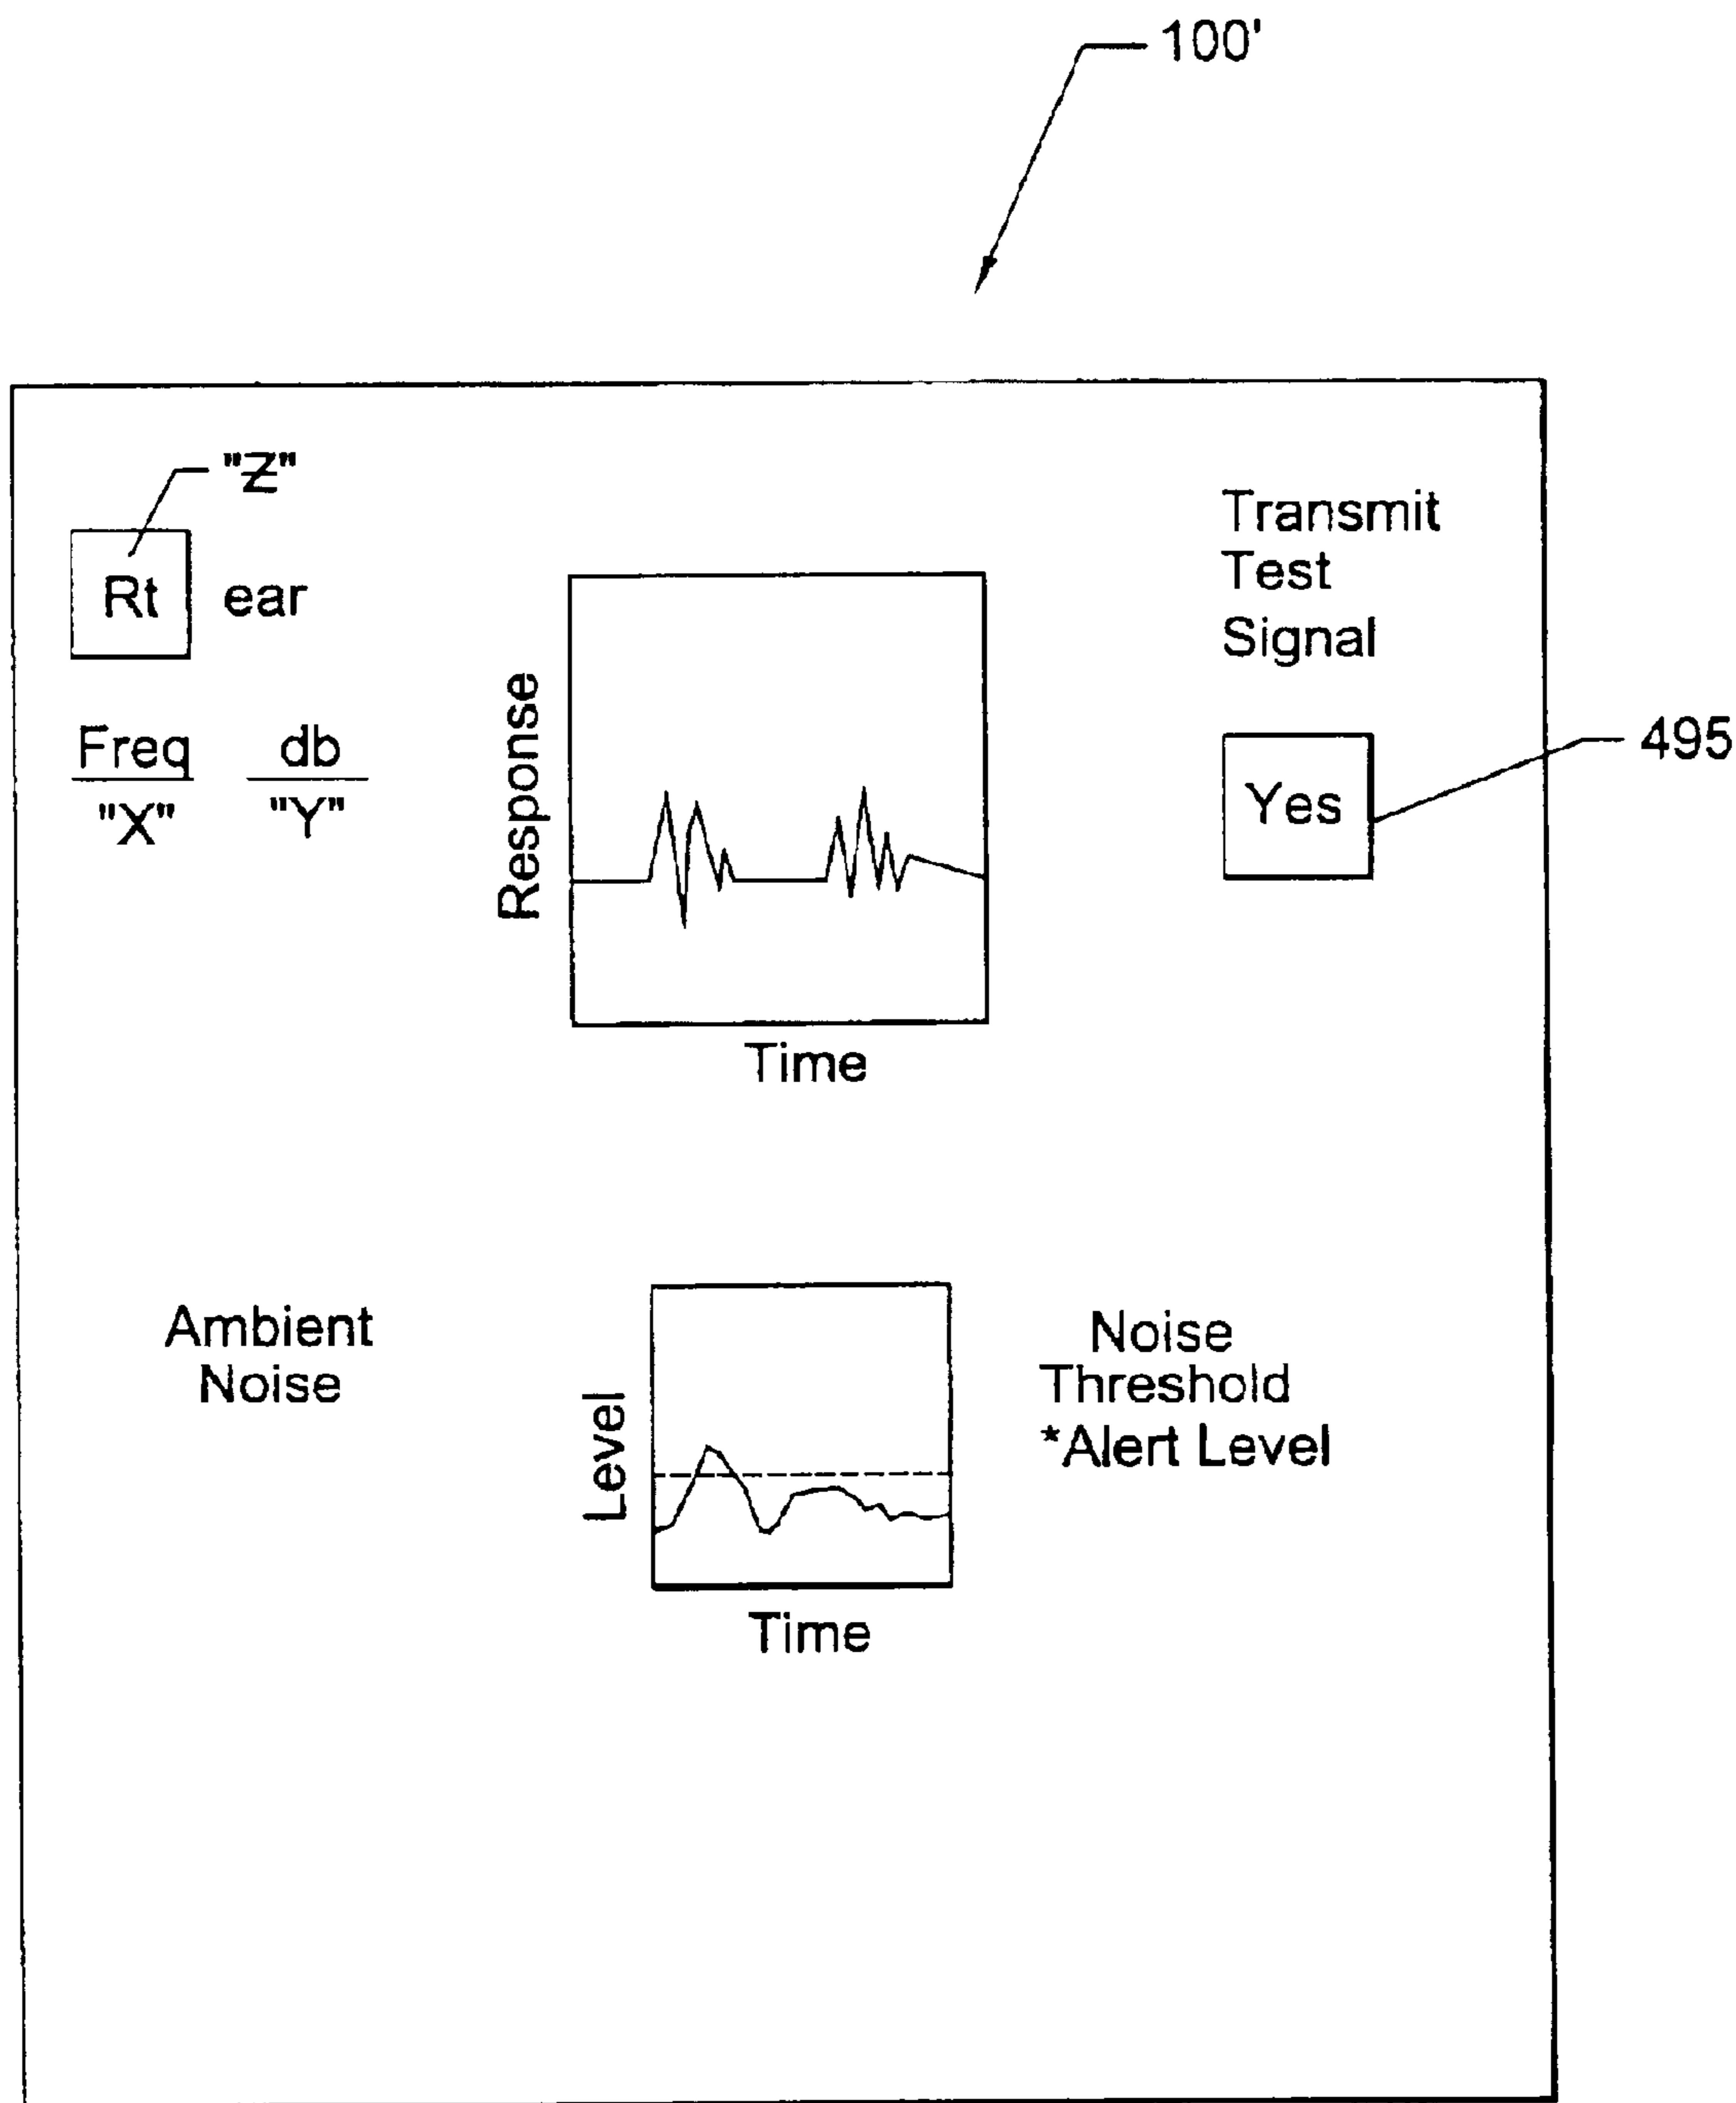 100'
"Z"
Rt ear
Freq db
"X" "Y"
Response
Time
Transmit
Test
Signal
Yes
495
Ambient
Noise
Level
Time
Noise
Threshold
*Alert Level